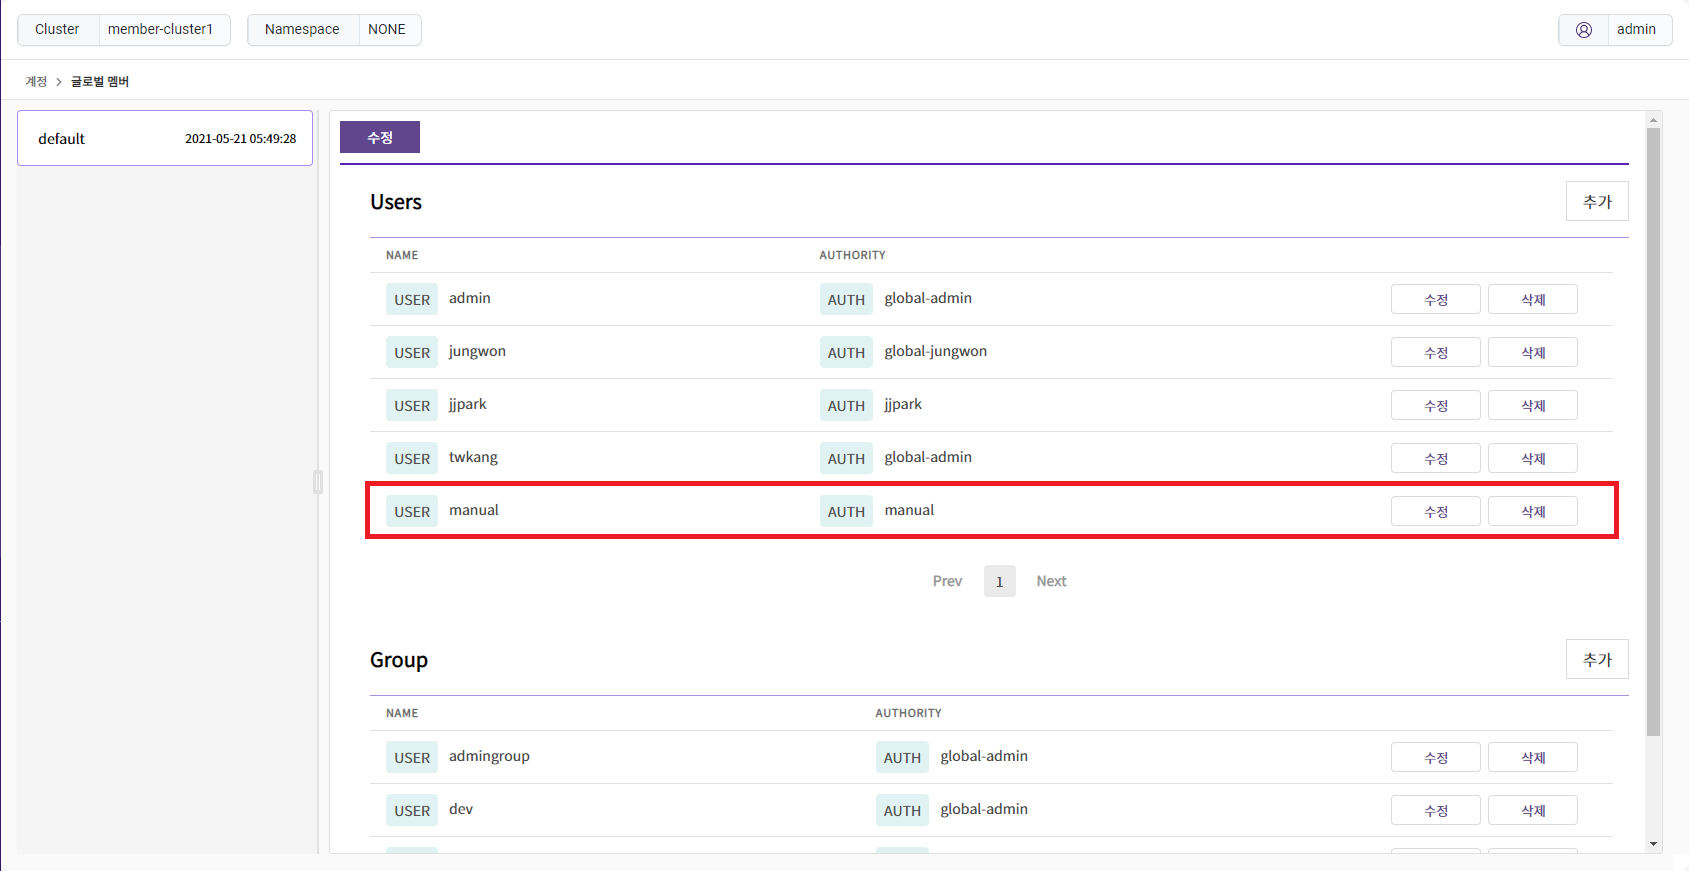 Cluster member-cluster1 Namespace NONE admin
계정 > 글로벌 멤버
default 2021-05-21 05:49:28
수정
Users 추가
NAME AUTHORITY
USER admin AUTH global-admin 수정 삭제
USER jungwon AUTH global-jungwon 수정 삭제
USER jjpark AUTH jjpark 수정 삭제
USER twkang AUTH global-admin 수정 삭제
USER manual AUTH manual 수정 삭제
Prev 1 Next
Group 추가
NAME AUTHORITY
USER admingroup AUTH global-admin 수정 삭제
USER dev AUTH global-admin 수정 삭제